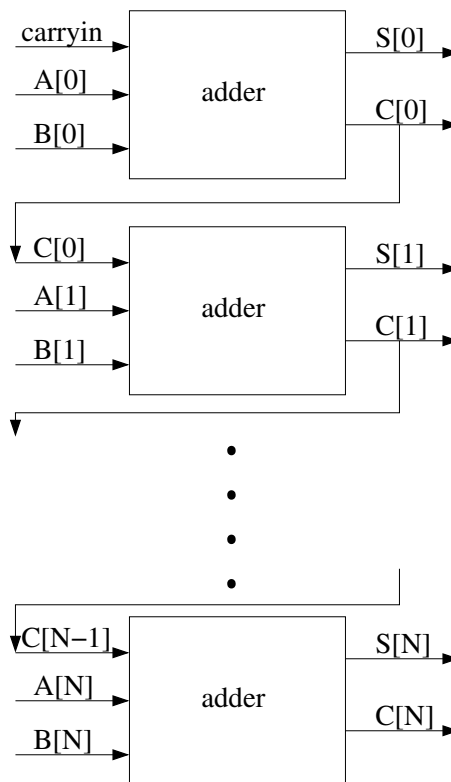 carryin
A[0]
B[0]
adder
S[0]
C[0]
C[0]
A[1]
B[1]
adder
S[1]
C[1]
C[N−1]
A[N]
B[N]
adder
S[N]
C[N]